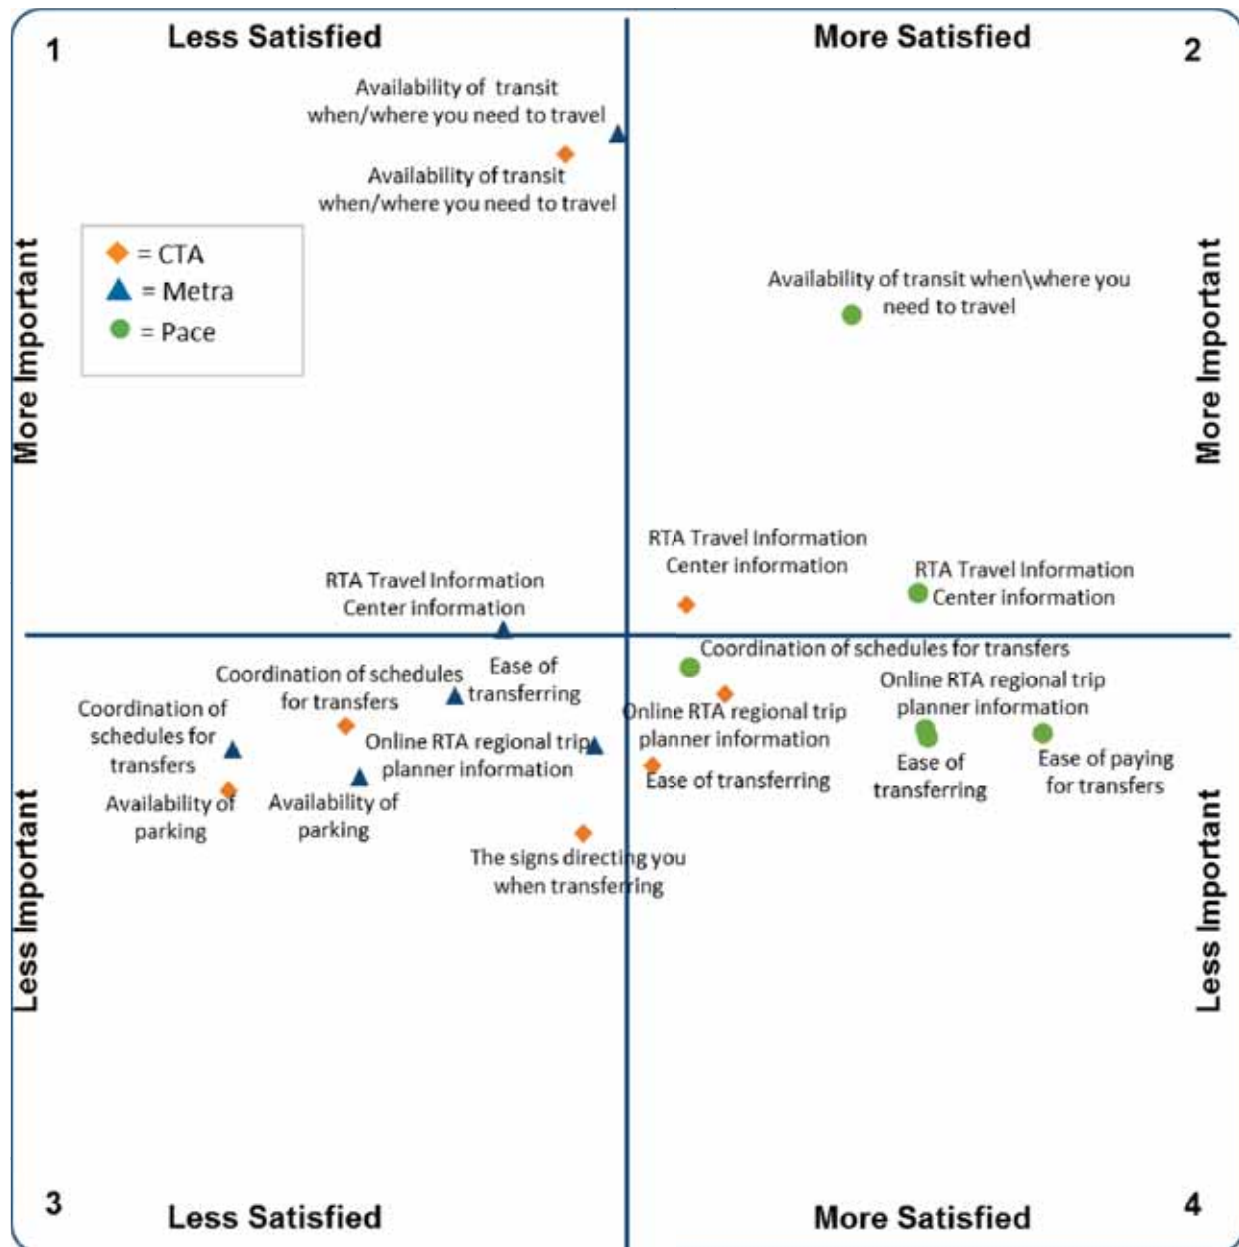 1
Less Satisfied
More Satisfied
2
Availability of transit
when/where you need to travel
Availability of transit
when/where you need to travel
= CTA
= Metra
= Pace
More Important
More Important
Availability of transit when\where you
need to travel
RTA Travel Information
Center information
RTA Travel Information
Center information
RTA Travel Information
Center information
Coordination of schedules for transfers
Ease of
transferring
Coordination of schedules
for transfers
Online RTA regional trip
planner information
Coordination of
schedules for
transfers
Online RTA regional trip
planner information
Online RTA regional trip
planner information
Ease of transferring
Ease of
transferring
Ease of paying
for transfers
Availability of
parking
Availability of
parking
The signs directing you
when transferring
Less Important
Less Important
3
Less Satisfied
More Satisfied
4